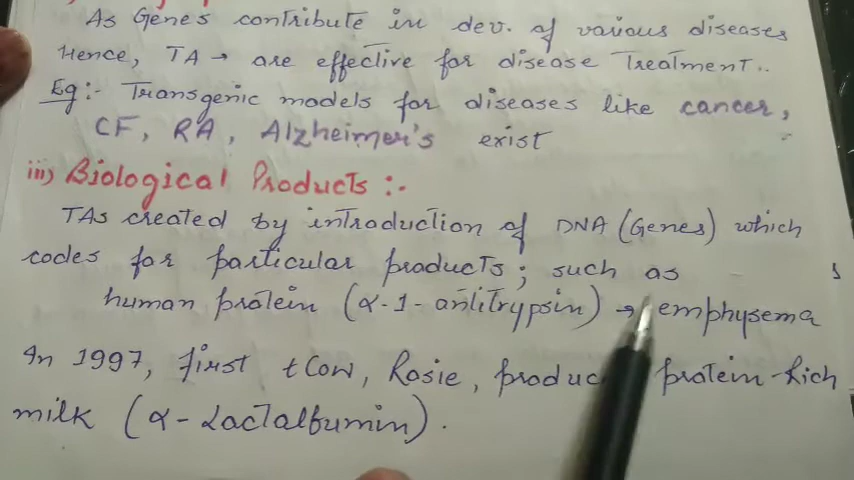 As Genes contribute in dev. of various diseases
Hence, TA → are effective for disease Treatment..
Eg:- Transgenic models for diseases like cancer,
CF, RA, Alzheimer's exist
iii) Biological Products :-
TAs created by introduction of DNA (Genes) which
codes for particular products; such as
human protein (α-1-antitrypsin) → emphysema
In 1997, first tCow, Rosie, protein-Rich
milk (α-Lactalbumin).